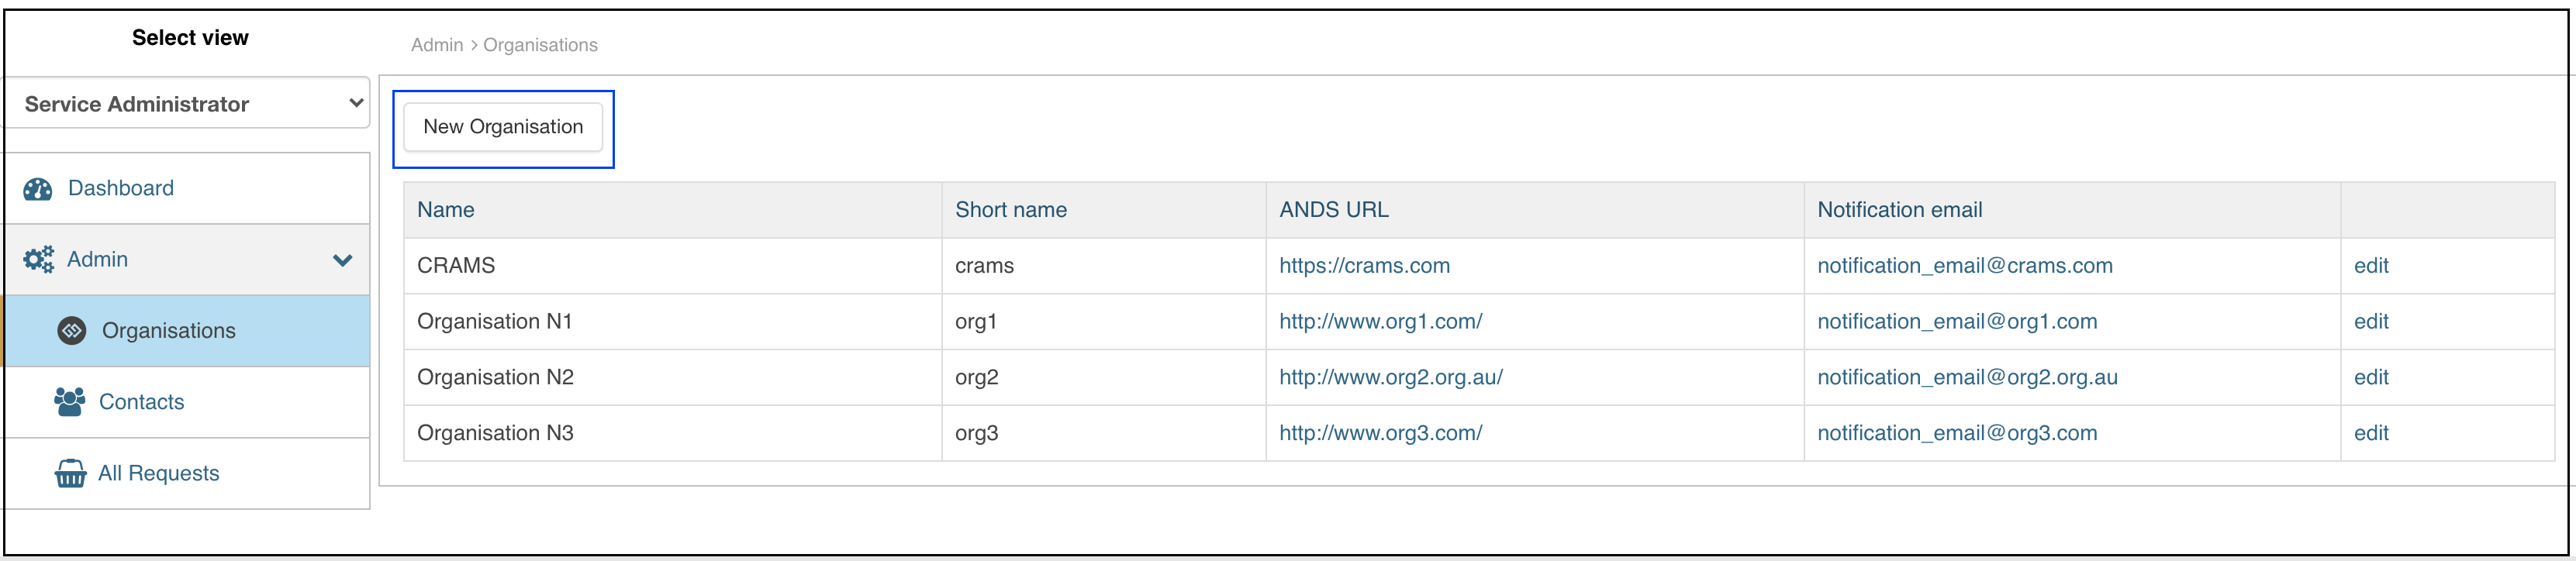 Select view
Admin > Organisations
Service Administrator
New Organisation
Dashboard
Admin
Organisations
Contacts
All Requests
Name Short name ANDS URL Notification email
CRAMS crams https://crams.com notification_email@crams.com edit
Organisation N1 org1 http://www.org1.com/ notification_email@org1.com edit
Organisation N2 org2 http://www.org2.org.au/ notification_email@org2.org.au edit
Organisation N3 org3 http://www.org3.com/ notification_email@org3.com edit